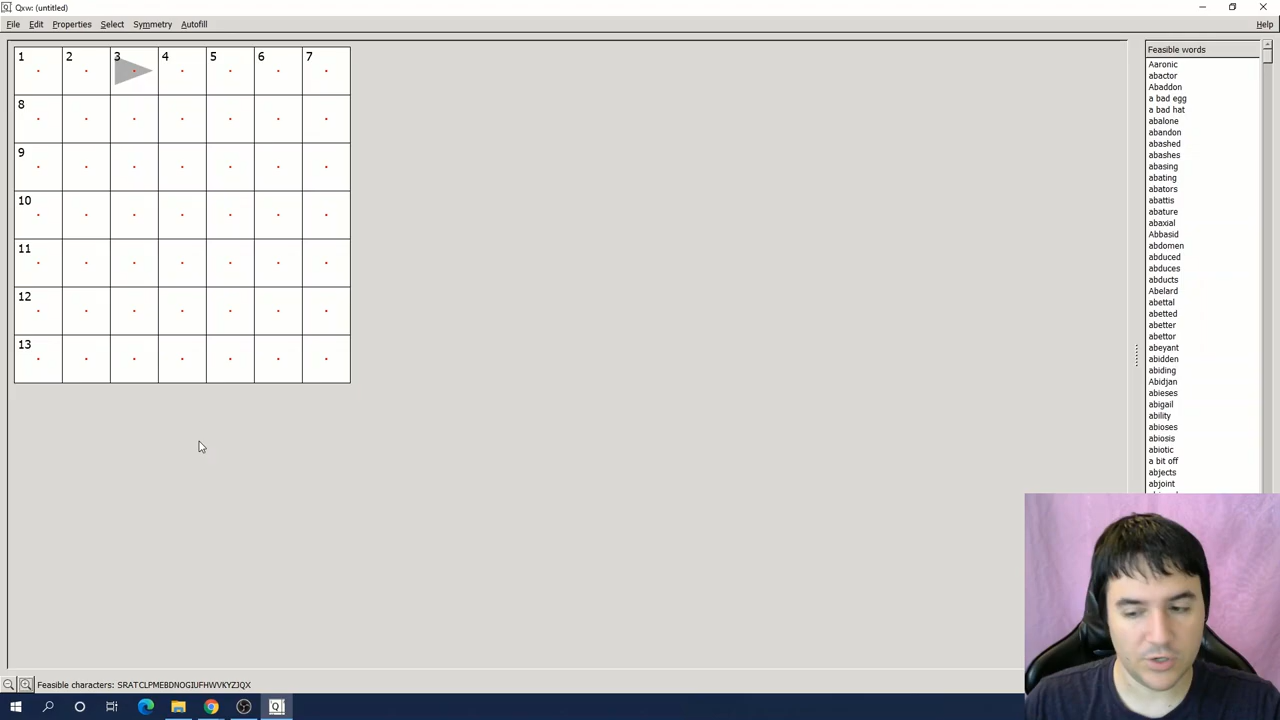 Qxw: (untitled)
File Edit Properties Select Symmetry Autofill Help
1 2 3 4 5 6 7
8
9
10
11
12
13
Feasible words
Aaronic
abactor
Abaddon
a bad egg
a bad hat
abalone
abandon
abashed
abashes
abasing
abating
abators
abattis
abature
abaxial
Abbasid
abdomen
abduced
abduces
abducts
Abelard
abettal
abetted
abetter
abettor
abeyant
abidden
abiding
Abidjan
abieses
abigail
ability
abioses
abiosis
abiotic
a bit off
abjects
abjoint
Feasible characters: SRATCLPMEBDNOGIUFHWVKYZJQX